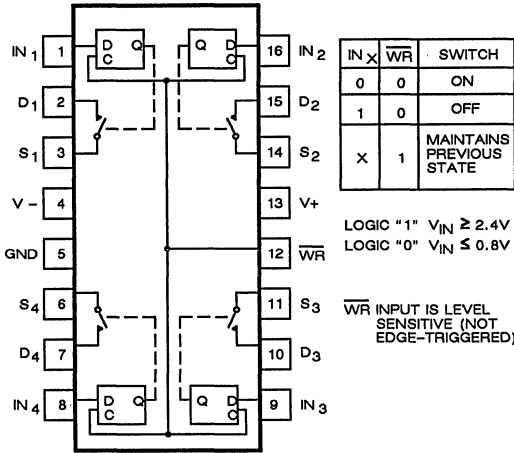 IN1 1 D Q C Q D C 16 IN2
D1 2 15 D2
S1 3 14 S2
V- 4 13 V+
GND 5 12 WR
S4 6 11 S3
D4 7 10 D3
IN4 8 D Q C Q D C 9 IN3
INX WR SWITCH
0 0 ON
1 0 OFF
X 1 MAINTAINS
PREVIOUS
STATE
LOGIC "1" VIN ≥ 2.4V
LOGIC "0" VIN ≤ 0.8V
WR INPUT IS LEVEL
SENSITIVE (NOT
EDGE-TRIGGERED)